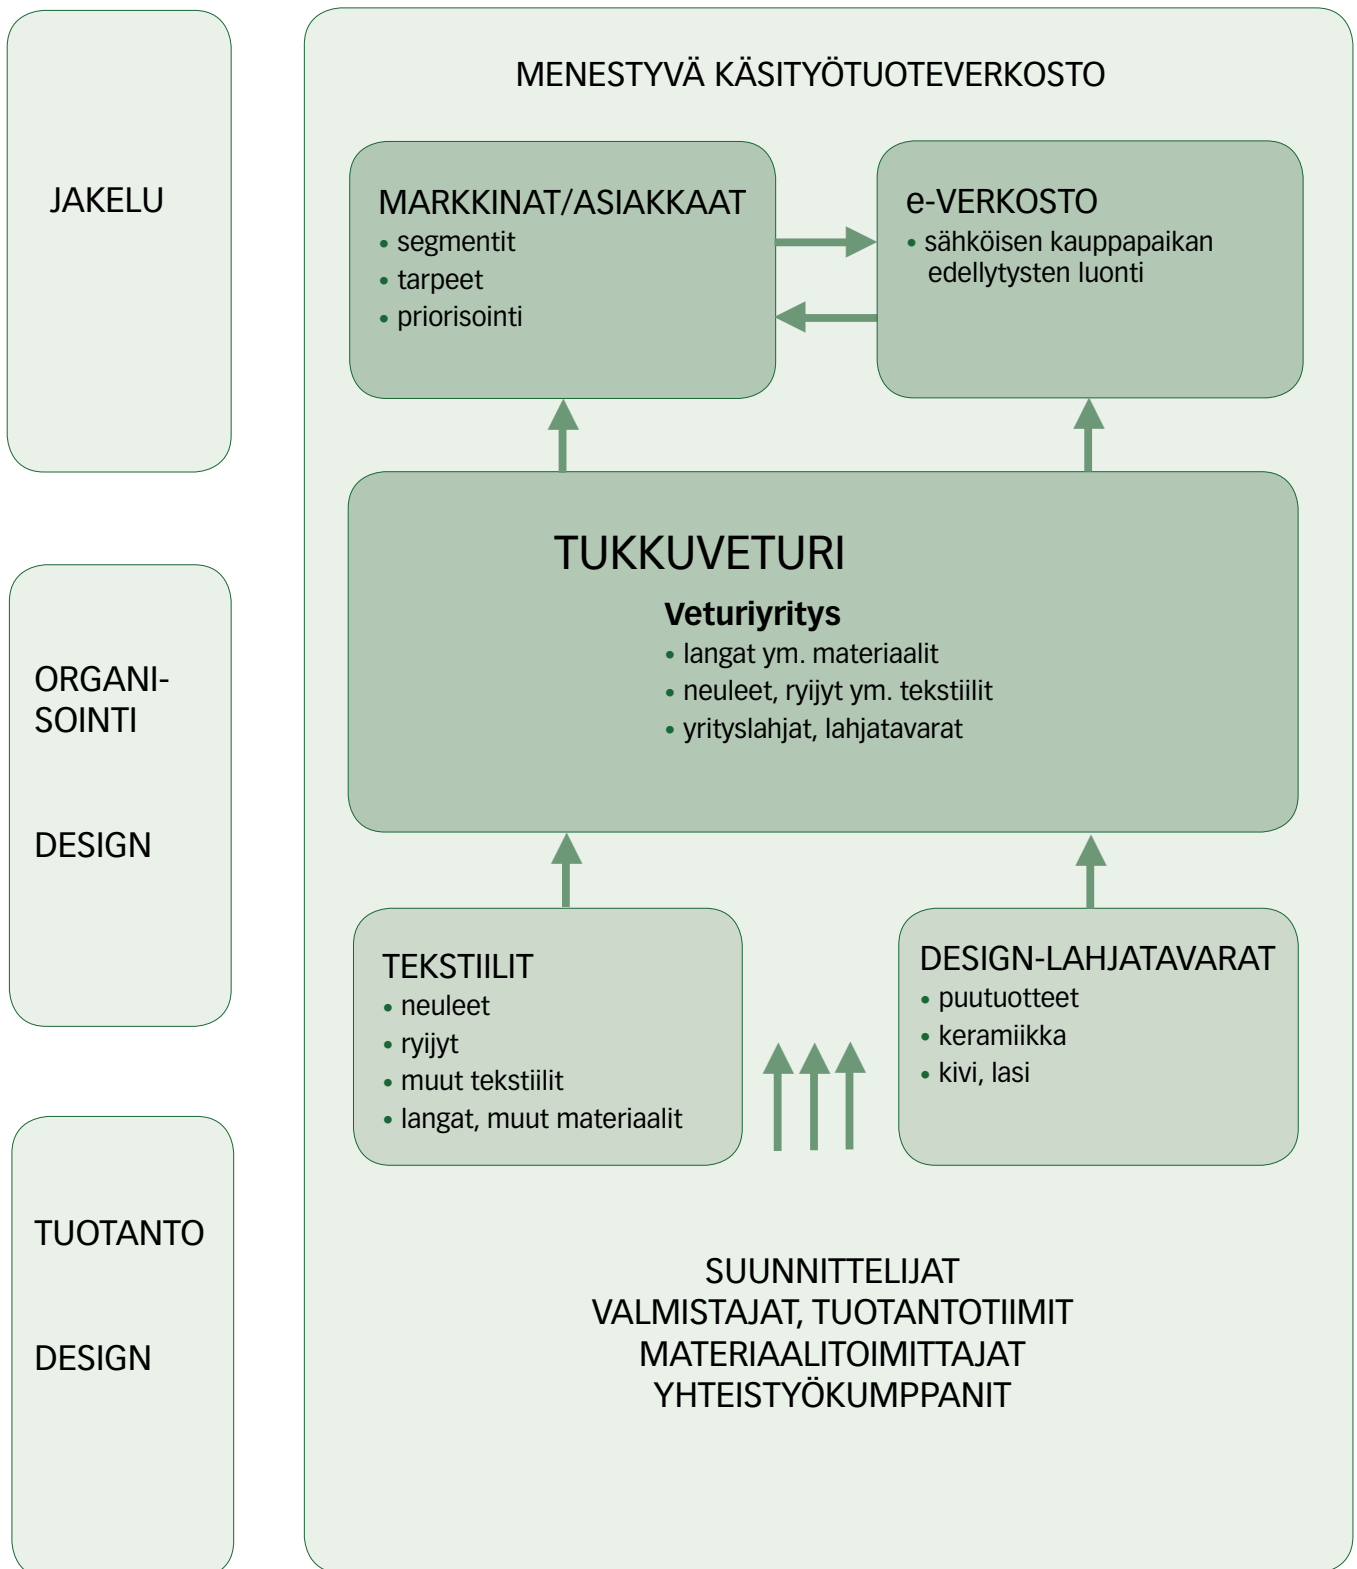 JAKELU
ORGANI-
SOINTI
DESIGN
TUOTANTO
DESIGN
MENESTYVÄ KÄSITYÖTUOTEVERKOSTO
MARKKINAT/ASIAKKAAT
• segmentit
• tarpeet
• priorisointi
e-VERKOSTO
• sähköisen kauppapaikan
edellytysten luonti
TUKKUVETURI
Veturiyritys
• langat ym. materiaalit
• neuleet, ryijyt ym. tekstiilit
• yrityslahjat, lahjatavarat
TEKSTIILIT
• neuleet
• ryijyt
• muut tekstiilit
• langat, muut materiaalit
DESIGN-LAHJATAVARAT
• puutuotteet
• keramiikka
• kivi, lasi
SUUNNITTELIJAT
VALMISTAJAT, TUOTANTOTIIMIT
MATERIAALITOIMITTAJAT
YHTEISTYÖKUMPPANIT